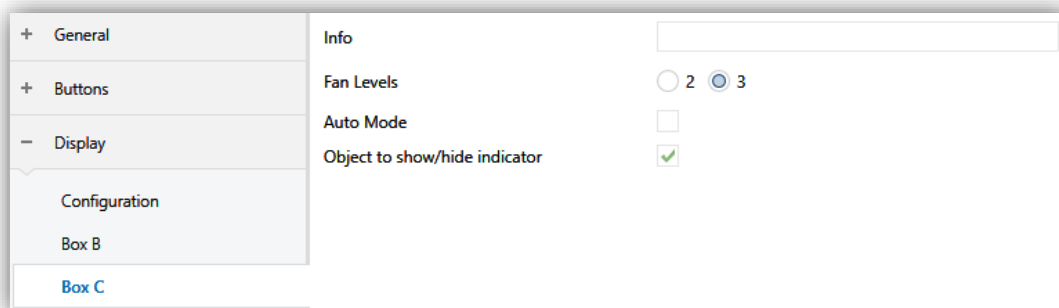 General
Buttons
Display
Configuration
Box B
Box C
Info
Fan Levels 2 3
Auto Mode
Object to show/hide indicator